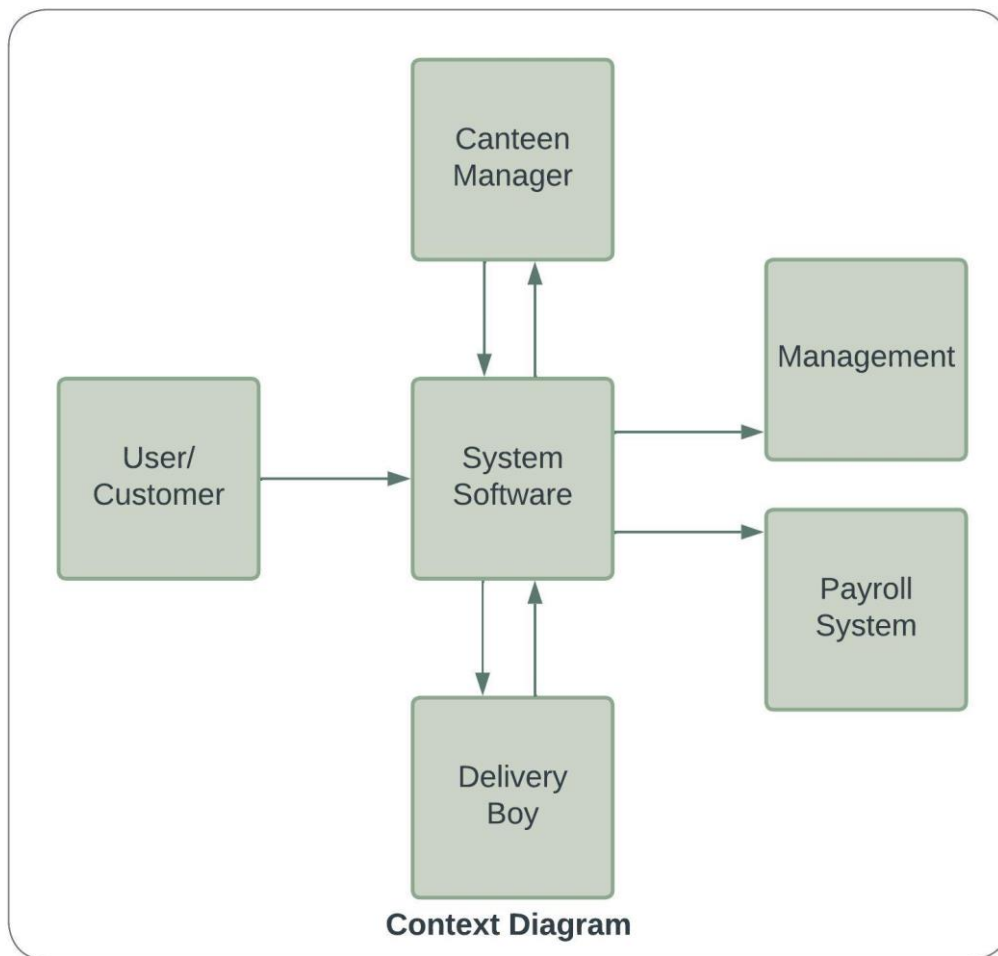 Canteen
Manager
Management
User/
Customer
System
Software
Payroll
System
Delivery
Boy
Context Diagram